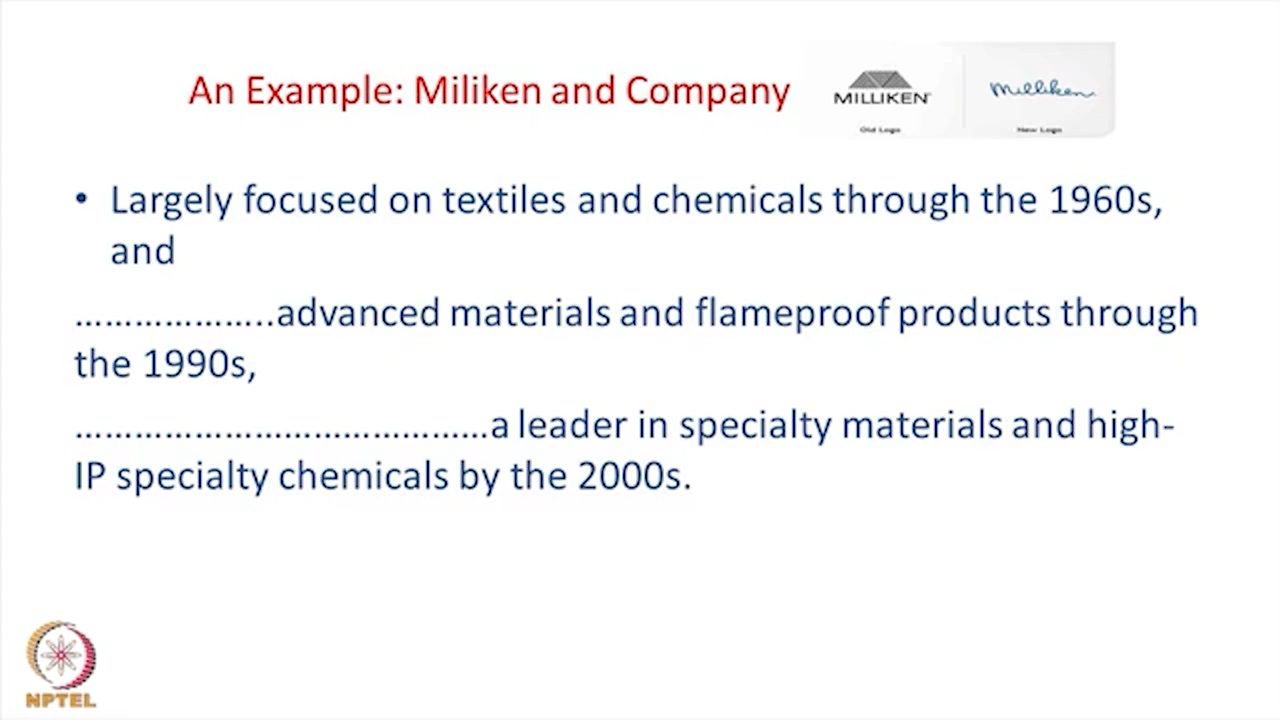 An Example: Miliken and Company
MILLIKEN
Milliken
Old Logo
New Logo
• Largely focused on textiles and chemicals through the 1960s,
and
………………..advanced materials and flameproof products through
the 1990s,
……………………………………a leader in specialty materials and high-
IP specialty chemicals by the 2000s.
NPTEL